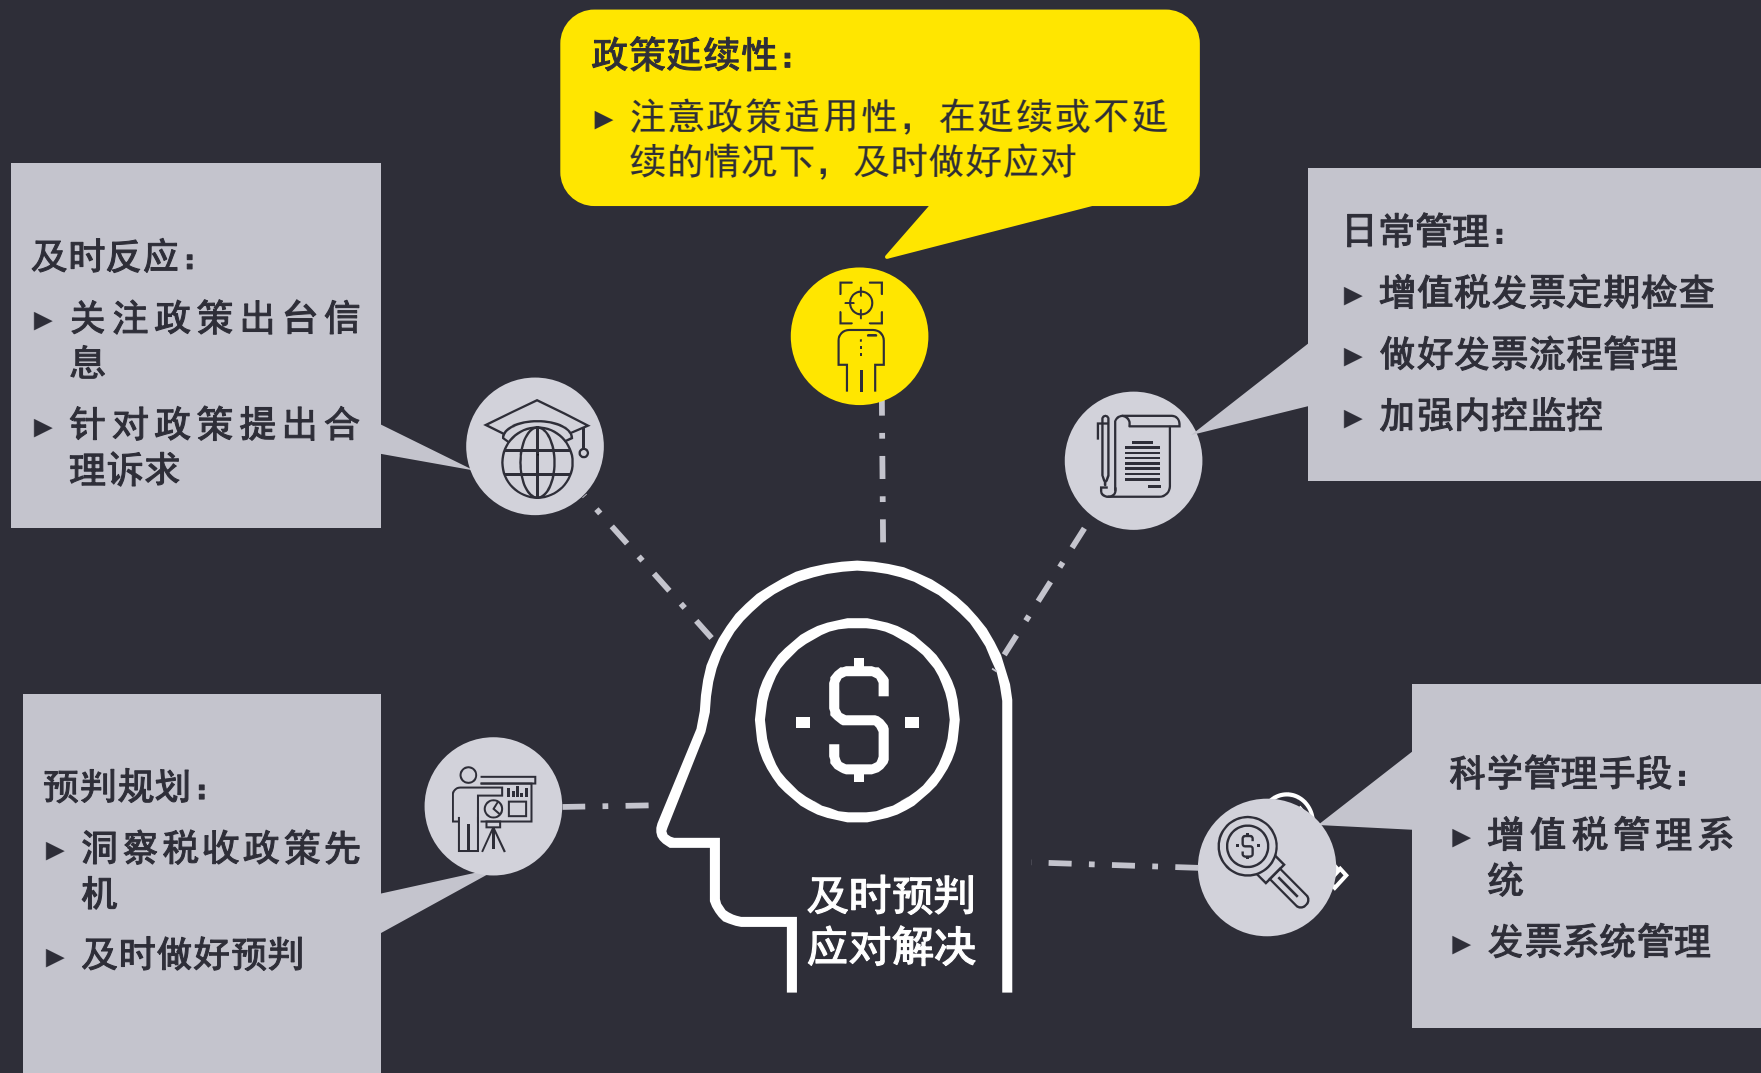 政策延续性：
► 注意政策适用性，在延续或不延
续的情况下，及时做好应对
及时反应：
► 关注政策出台信
息
► 针对政策提出合
理诉求
日常管理：
► 增值税发票定期检查
► 做好发票流程管理
► 加强内控监控
预判规划：
► 洞察税收政策先
机
► 及时做好预判
科学管理手段：
► 增值税管理系
统
► 发票系统管理
及时预判
应对解决